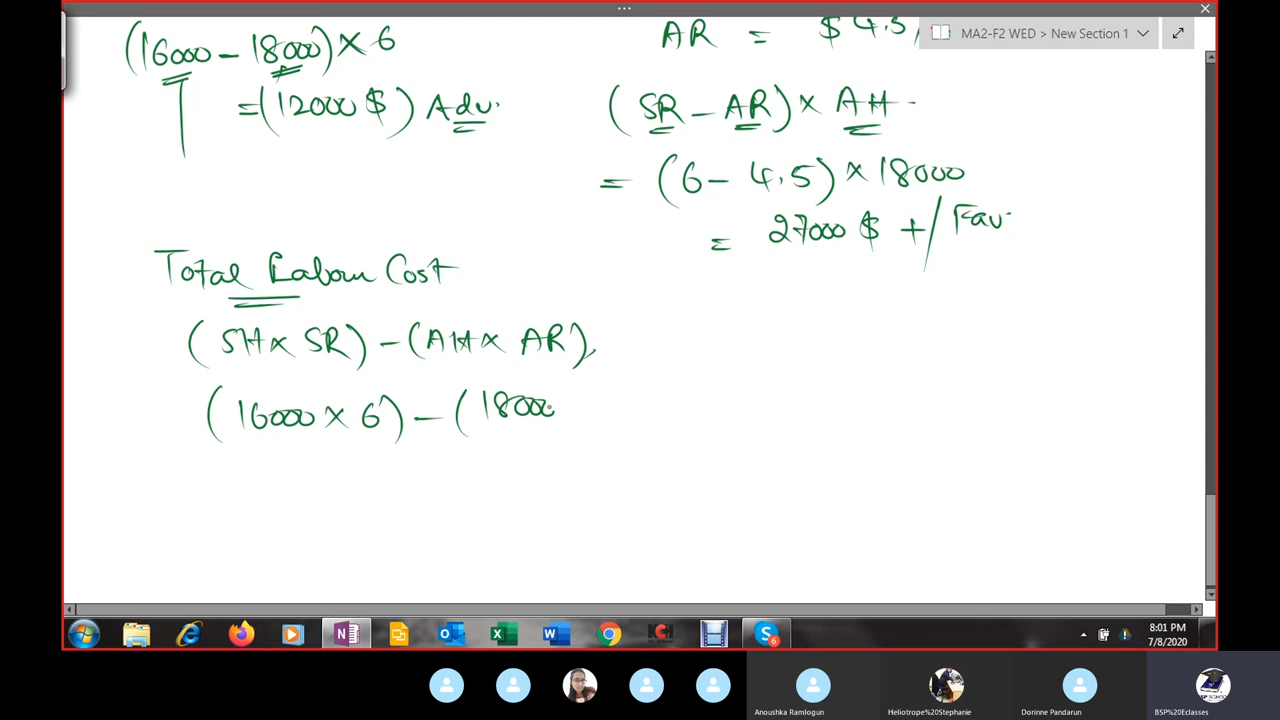 (16000 – 18000) × 6
= (12000 $) Adv.
AR = $ 4.5/
MA2-F2 WED > New Section 1
(SR – AR) × AH
= (6 – 4.5) × 18000
= 27000 $ + / Fav
Total Labour Cost
(SH × SR) – (AH × AR),
(16000 × 6) – (18000
8:01 PM
7/8/2020
Anoushka Ramlogun
Heliotrope%20Stephanie
Dorinne Pandarun
BSP%20Eclasses